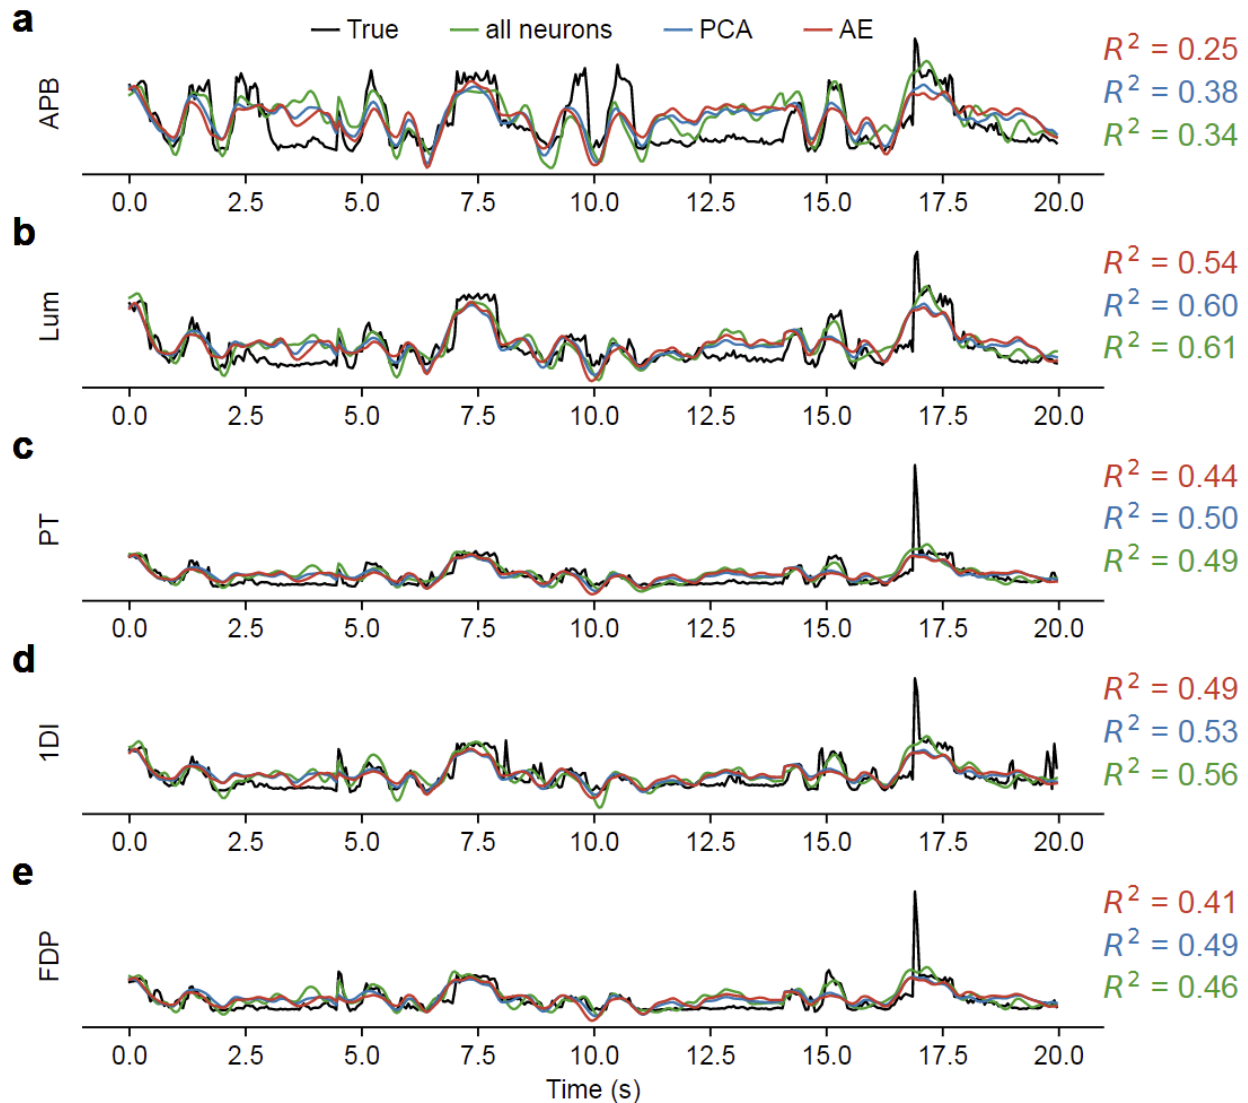 a
True all neurons PCA AE
APB
R² = 0.25
R² = 0.38
R² = 0.34
0.0 2.5 5.0 7.5 10.0 12.5 15.0 17.5 20.0
b
Lum
R² = 0.54
R² = 0.60
R² = 0.61
0.0 2.5 5.0 7.5 10.0 12.5 15.0 17.5 20.0
c
PT
R² = 0.44
R² = 0.50
R² = 0.49
0.0 2.5 5.0 7.5 10.0 12.5 15.0 17.5 20.0
d
1DI
R² = 0.49
R² = 0.53
R² = 0.56
0.0 2.5 5.0 7.5 10.0 12.5 15.0 17.5 20.0
e
FDP
R² = 0.41
R² = 0.49
R² = 0.46
0.0 2.5 5.0 7.5 10.0 12.5 15.0 17.5 20.0
Time (s)